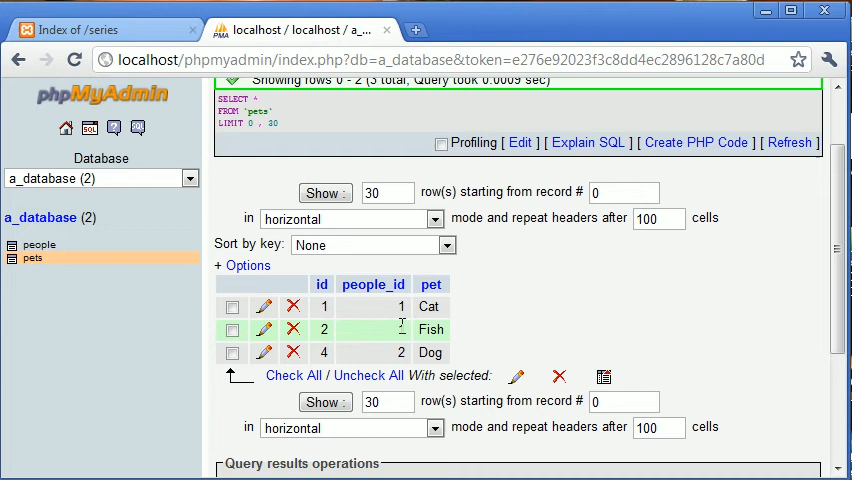 Index of /series
localhost / localhost / a_...
localhost/phpmyadmin/index.php?db=a_database&token=e276e92023f3c8dd4ec2896128c7a80d
phpMyAdmin
Showing rows 0 - 2 (3 total, Query took 0.0009 sec)
SELECT *
FROM `pets`
LIMIT 0 , 30
Profiling [ Edit ] [ Explain SQL ] [ Create PHP Code ] [ Refresh ]
SQL
Database
a_database (2)
a_database (2)
people
pets
Show : 30 row(s) starting from record # 0
in horizontal mode and repeat headers after 100 cells
Sort by key: None
+ Options
id people_id pet
1 1 Cat
2 Fish
4 2 Dog
Check All / Uncheck All With selected:
Show : 30 row(s) starting from record # 0
in horizontal mode and repeat headers after 100 cells
Query results operations